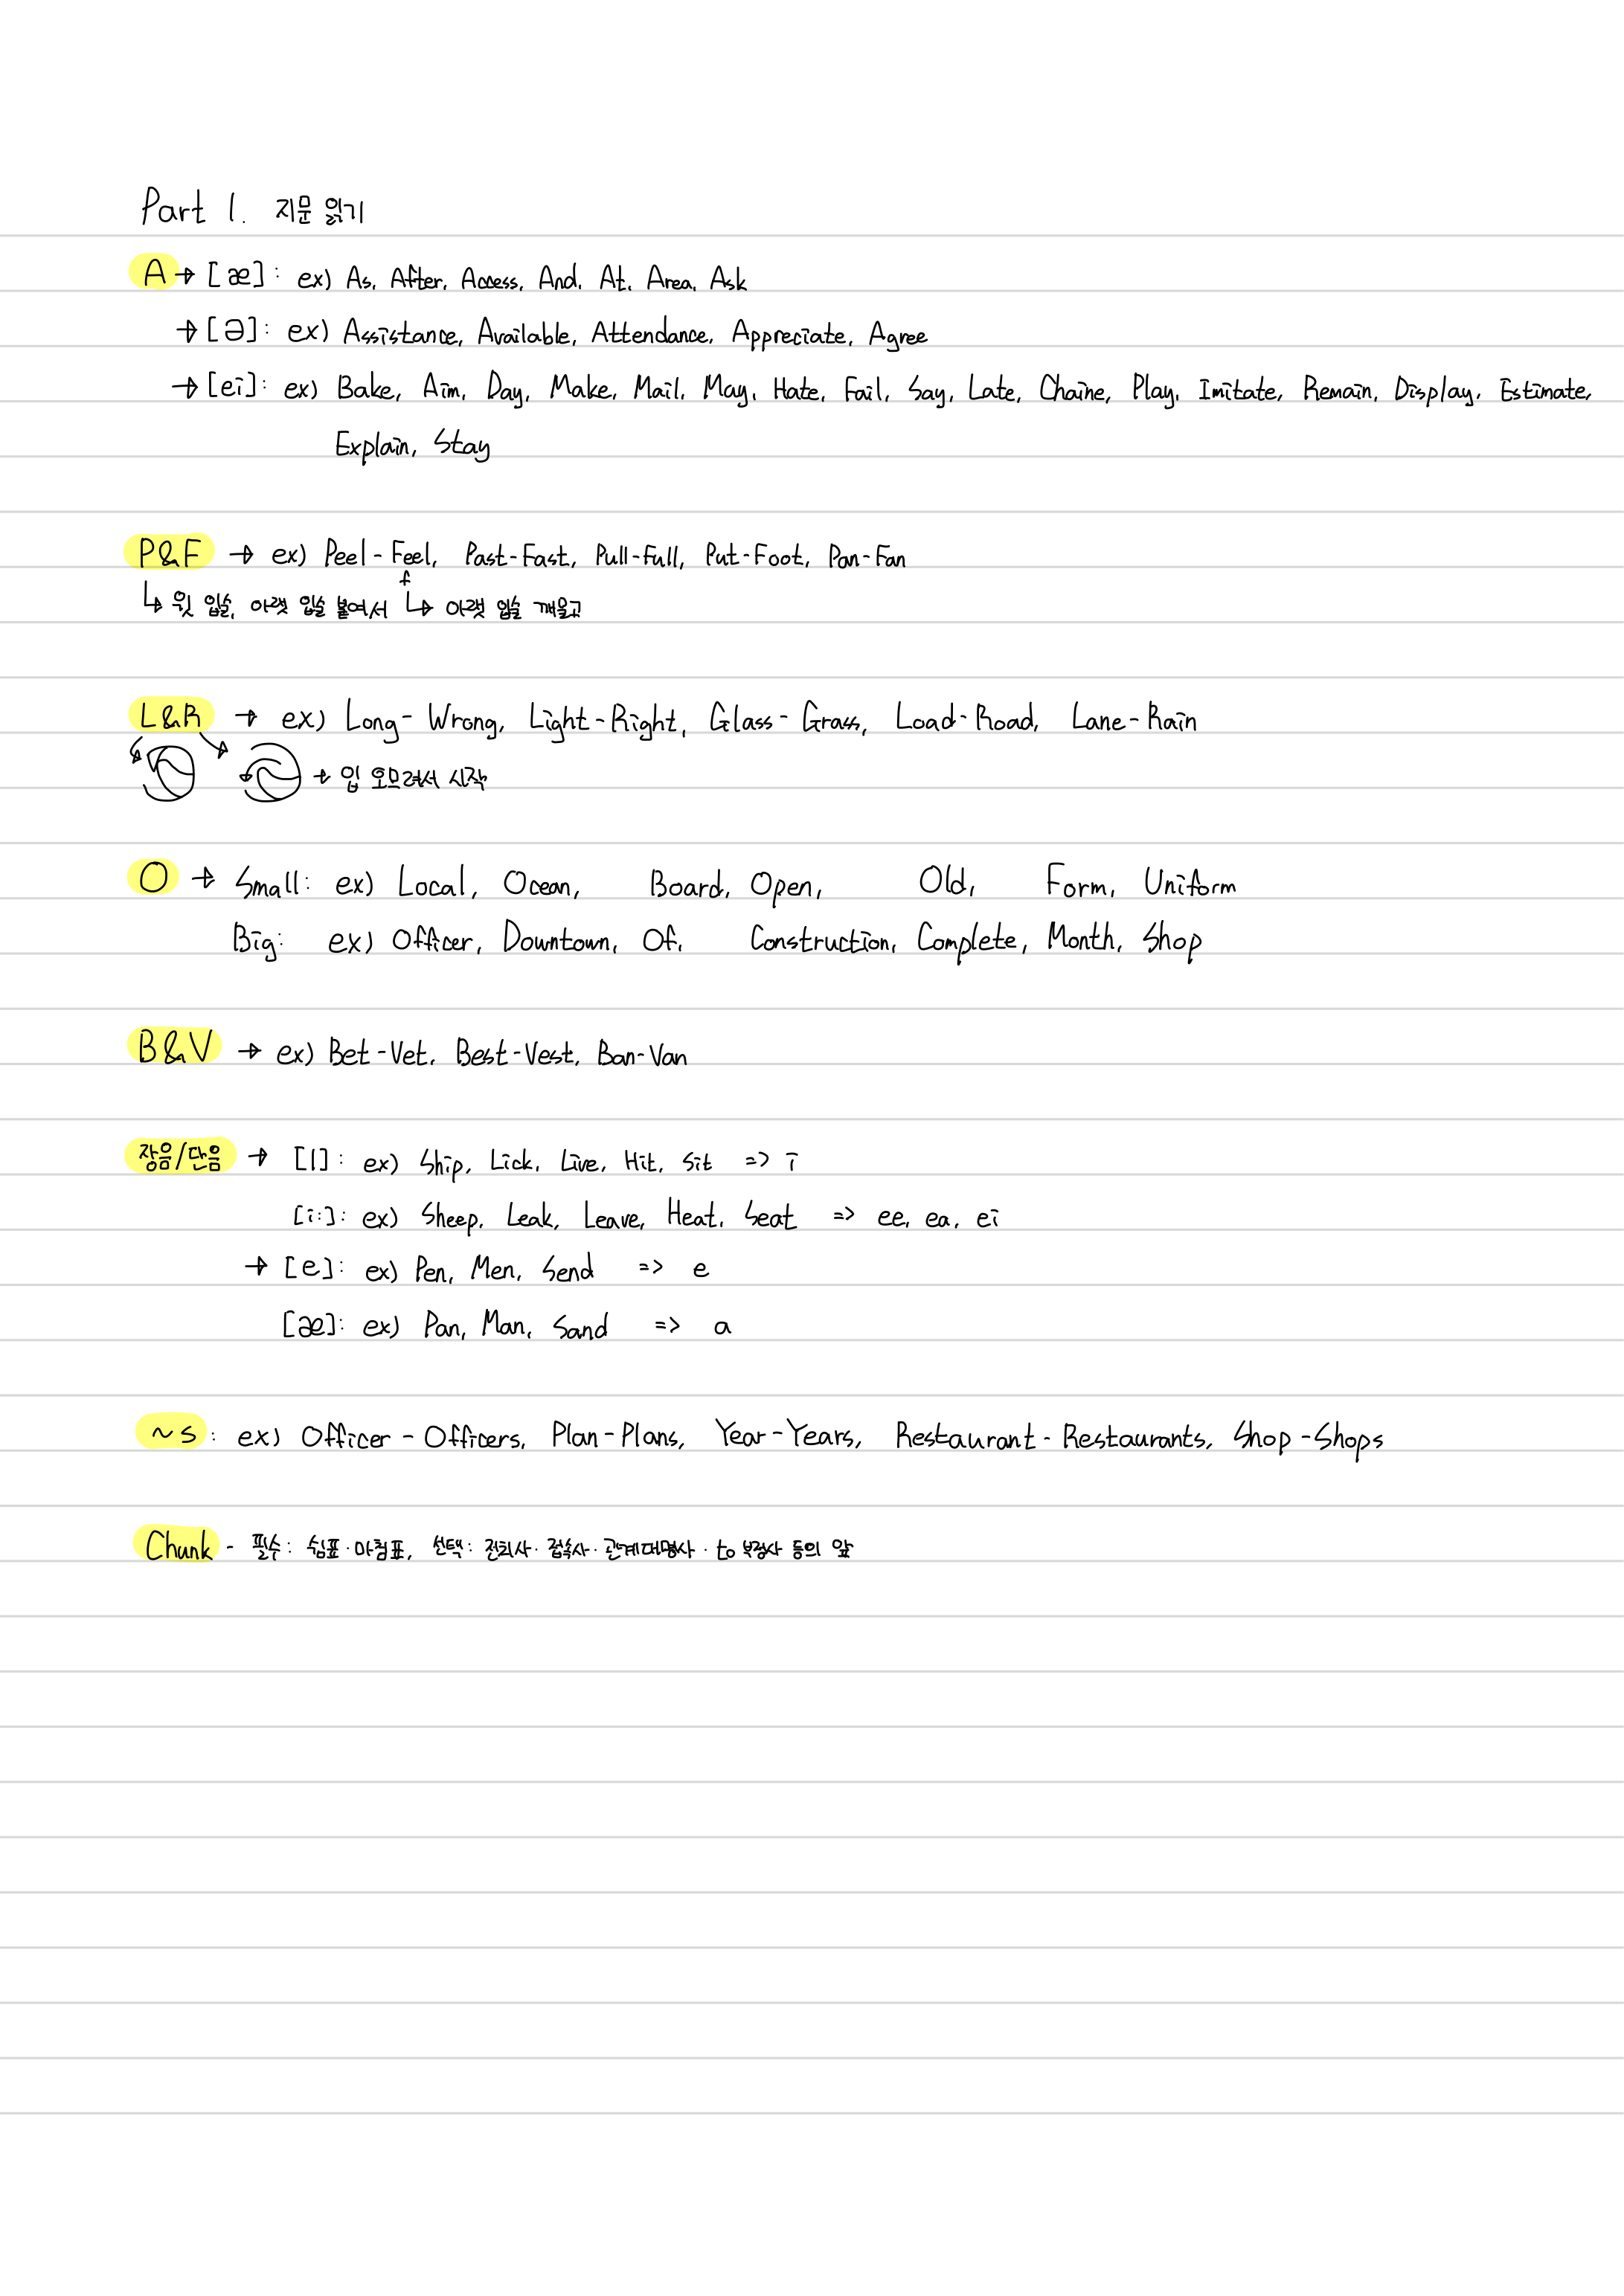 Part 1. 지문 읽기
A → [æ] : ex) As, After, Access, And, At, Area, Ask
→ [ə] : ex) Assistance, Available, Attendance, Appreciate, Agree
→ [ei] : ex) Bake, Aim, Day, Make, Mail, May, Hate, Fail, Say, Late, Chaine, Play, Imitate, Remain, Display, Estimate,
Explain, Stay
P&F → ex) Peel-Feel, Past-Fast, Pull-Full, Put-Foot, Pan-Fan
f
↳ 윗 입술, 아랫 입술 붙여서 ↳ 아랫 입술 깨물고
L&R → ex) Long-Wrong, Light-Right, Glass-Grass, Load-Road, Lane-Rain
→ 입 오므려서 시작
O → Small: ex) Local, Ocean, Board, Open, Old, Form, Uniform
Big: ex) Officer, Downtown, Of, Construction, Complete, Month, Shop
B&V → ex) Bet-Vet, Best-Vest, Ban-Van
장음/단음 → [I] : ex) Ship, Lick, Live, Hit, Sit => i
[i:] : ex) Sheep, Leak, Leave, Heat, Seat => ee, ea, ei
→ [e] : ex) Pen, Men, Send => e
[æ] : ex) Pan, Man, Sand => a
~s : ex) Officer-Officers, Plan-Plans, Year-Years, Restaurant-Restaurants, Shop-Shops
Chunk - 필수: 쉼표·마침표, 선택: 전치사·접속사·관계대명사·to 부정사 등의 앞